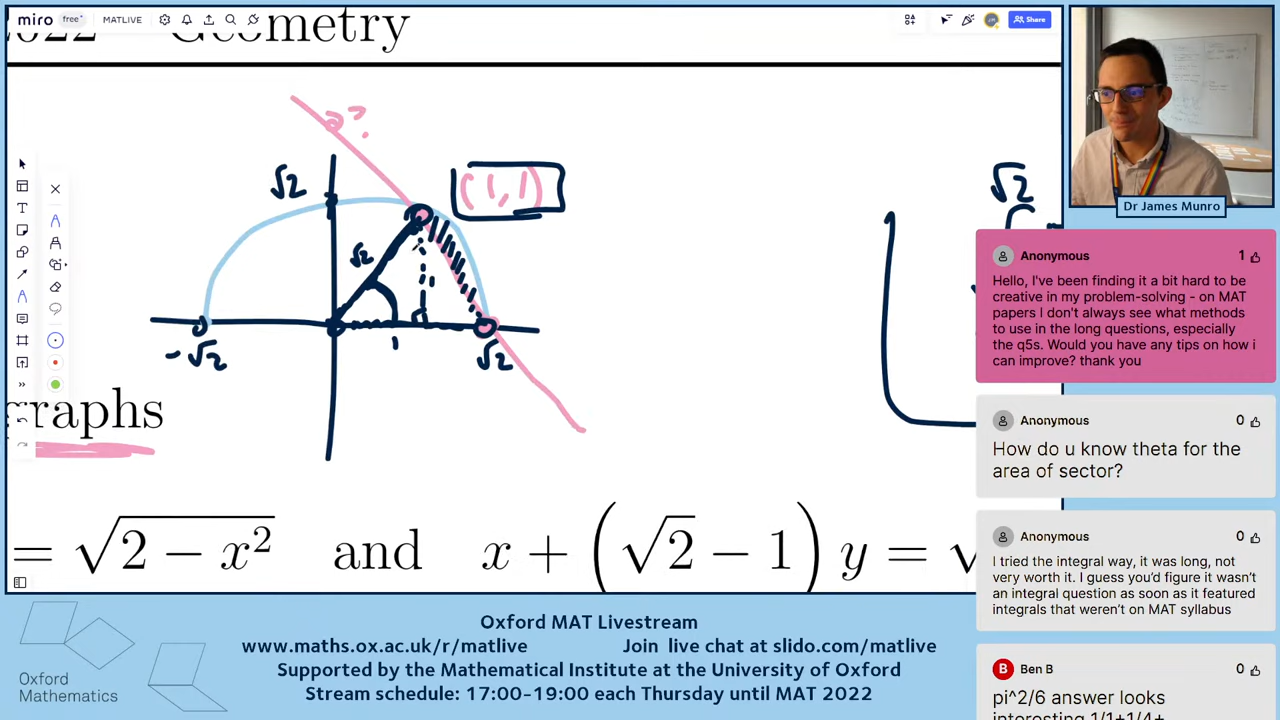 miro free MATLIVE Share
2022 Geometry
?
√2
(1,1)
√2
√2
1
1
-√2
√2
graphs
= √2 − x² and x + (√2 − 1) y = √
Dr James Munro
Anonymous 1
Hello, I've been finding it a bit hard to
be creative in my problem-solving - on MAT
papers I don't always see what methods
to use in the long questions, especially
the q5s. Would you have any tips on how i
can improve? thank you
Anonymous 0
How do u know theta for the
area of sector?
Anonymous 0
I tried the integral way, it was long, not
very worth it. I guess you'd figure it wasn't
an integral question as soon as it featured
integrals that weren't on MAT syllabus
B Ben B 0
pi^2/6 answer looks
interesting 1/1+1/4+
Oxford
Mathematics
Oxford MAT Livestream
www.maths.ox.ac.uk/r/matlive Join live chat at slido.com/matlive
Supported by the Mathematical Institute at the University of Oxford
Stream schedule: 17:00-19:00 each Thursday until MAT 2022